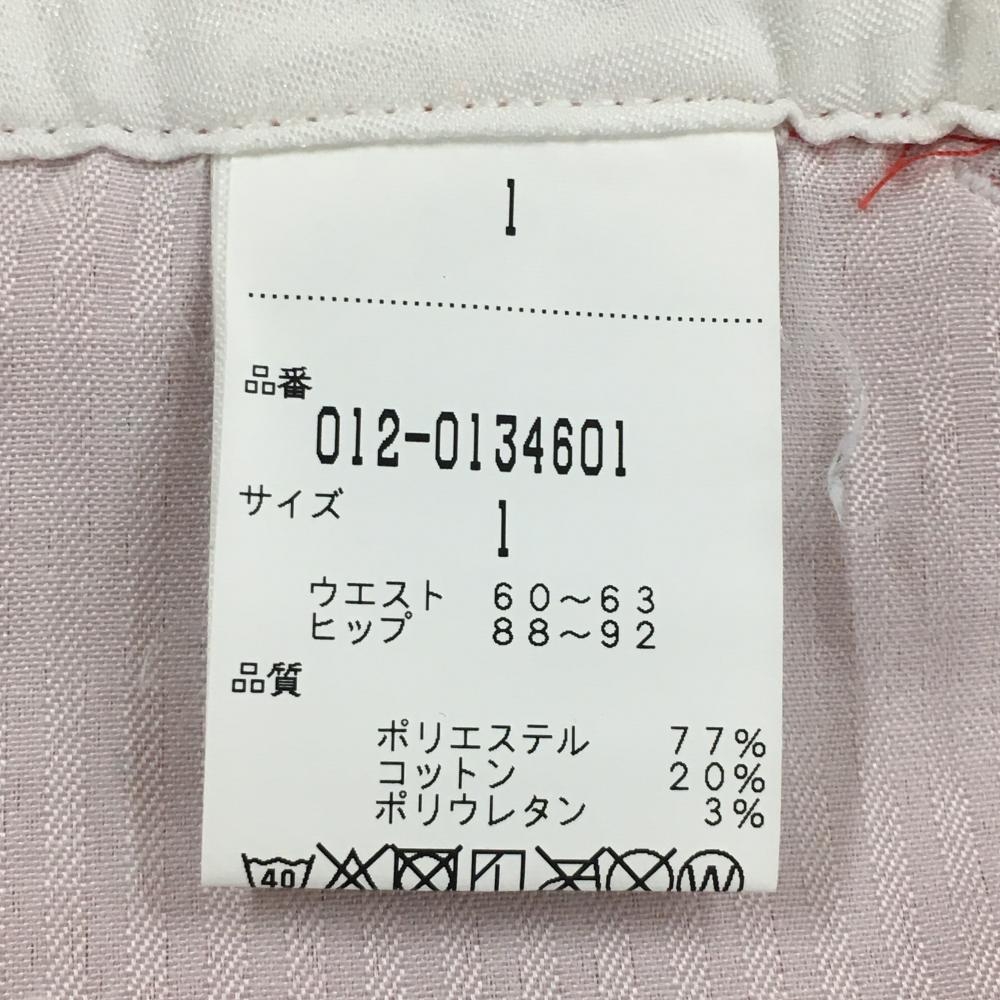 1
品番
012-0134601
サイズ
1
ウエスト 60～63
ヒップ 88～92
品質
ポリエステル 77%
コットン 20%
ポリウレタン 3%
40 W